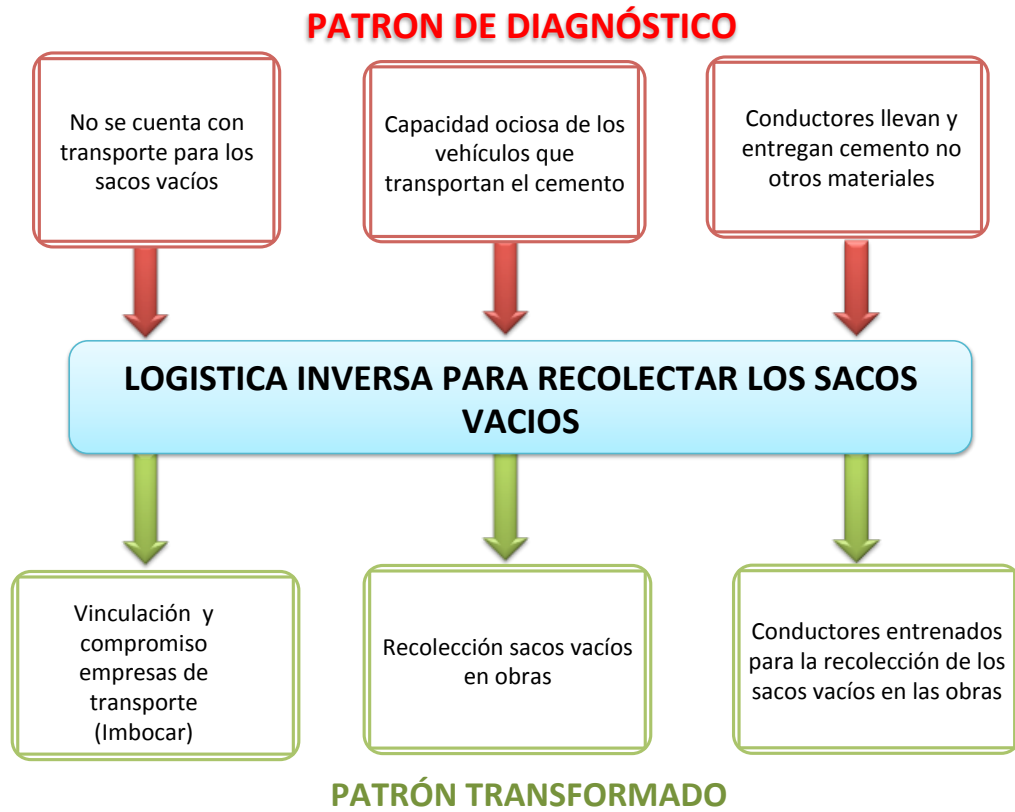 PATRON DE DIAGNÓSTICO
No se cuenta con
transporte para los
sacos vacíos
Capacidad ociosa de los
vehículos que
transportan el cemento
Conductores llevan y
entregan cemento no
otros materiales
LOGISTICA INVERSA PARA RECOLECTAR LOS SACOS
VACIOS
Vinculación y
compromiso
empresas de
transporte
(Imbocar)
Recolección sacos vacíos
en obras
Conductores entrenados
para la recolección de los
sacos vacíos en las obras
PATRÓN TRANSFORMADO